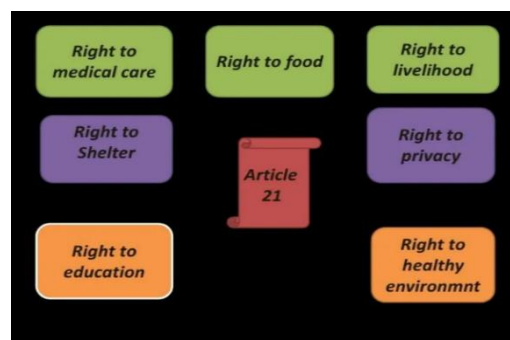 Right to
medical care
Right to food
Right to
livelihood
Right to
Shelter
Article
21
Right to
privacy
Right to
education
Right to
healthy
environmnt